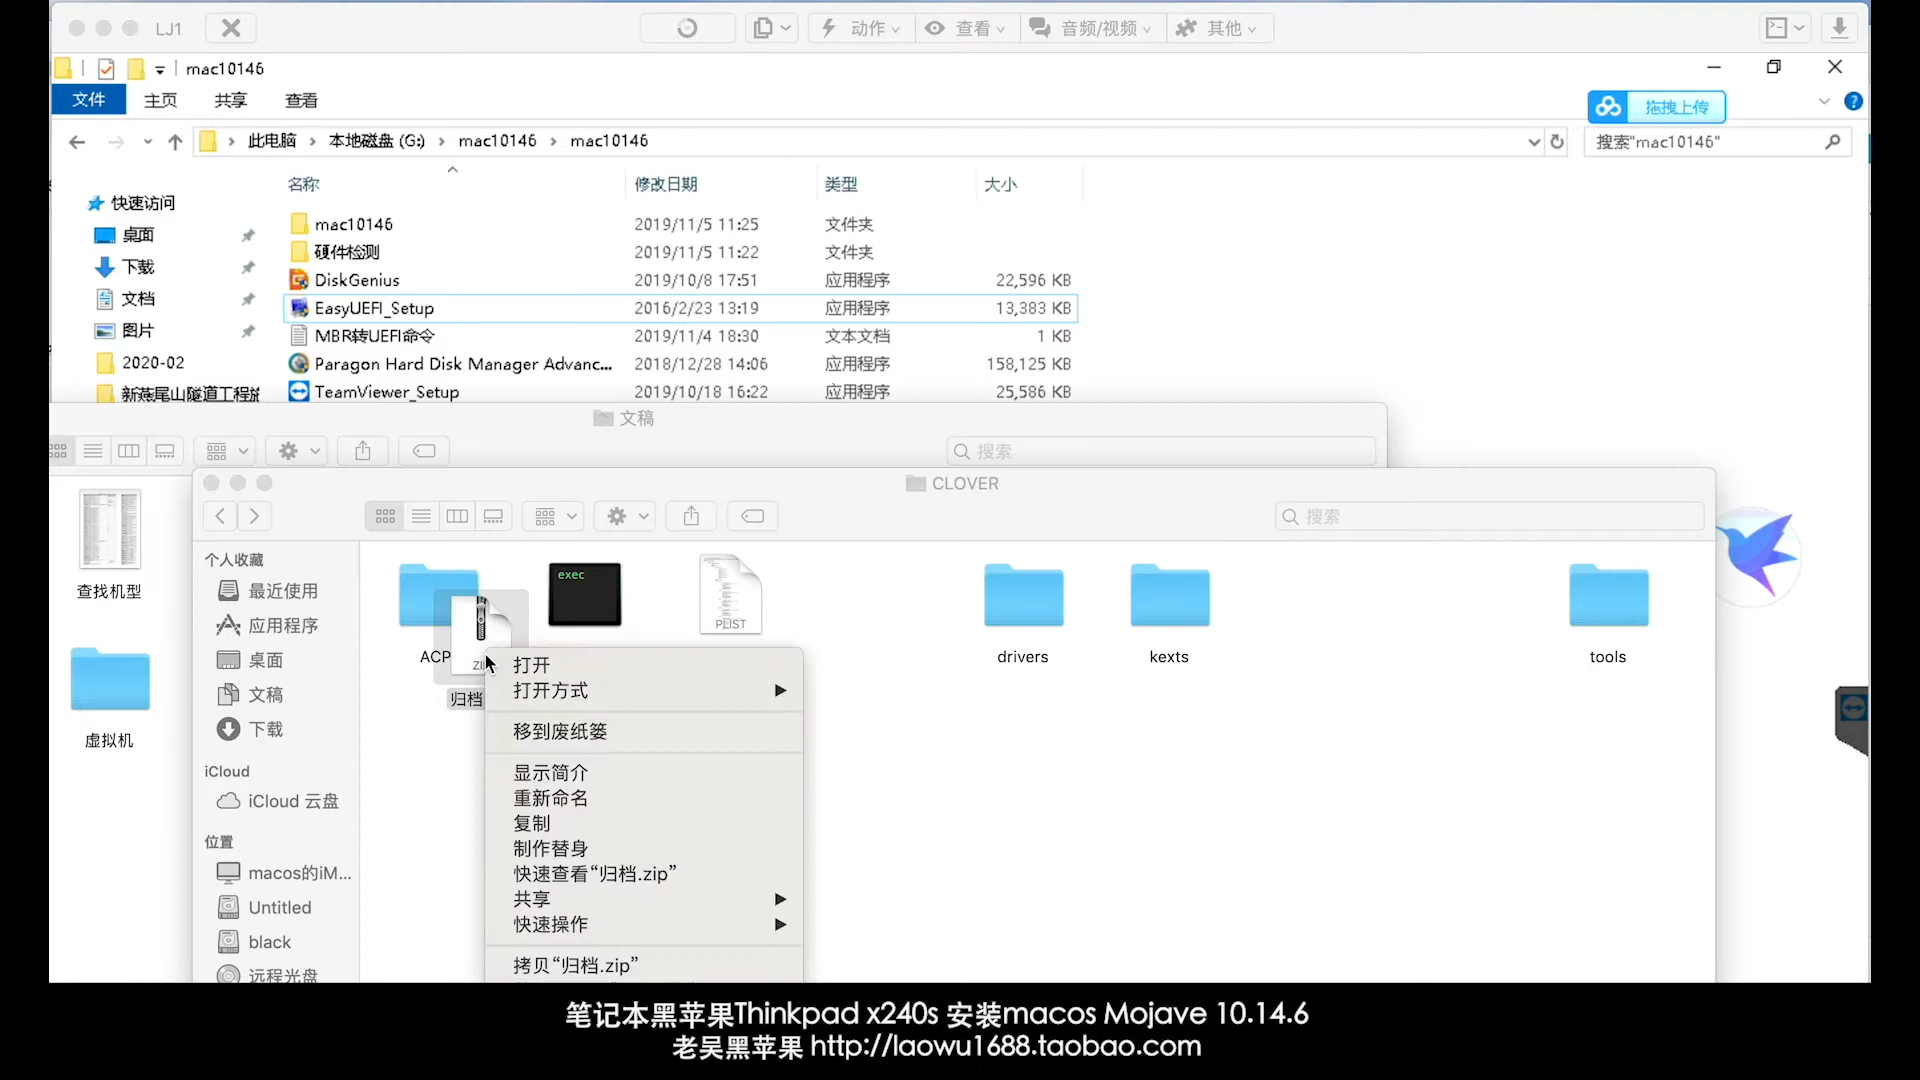 LJ1
动作
查看
音频/视频
其他
mac10146
文件
主页
共享
查看
拖拽上传
此电脑 › 本地磁盘 (G:) › mac10146 › mac10146
搜索"mac10146"
名称
修改日期
类型
大小
快速访问
桌面
下载
文档
图片
2020-02
mac10146 2019/11/5 11:25 文件夹
硬件检测 2019/11/5 11:22 文件夹
DiskGenius 2019/10/8 17:51 应用程序 22,596 KB
EasyUEFI_Setup 2016/2/23 13:19 应用程序 13,383 KB
MBR转UEFI命令 2019/11/4 18:30 文本文档 1 KB
Paragon Hard Disk Manager Advanc... 2018/12/28 14:06 应用程序 158,125 KB
TeamViewer_Setup 2019/10/18 16:22 应用程序 25,586 KB
新燕尾山隧道工程
文稿
搜索
CLOVER
搜索
查找机型
虚拟机
个人收藏
最近使用
应用程序
桌面
文稿
下载
iCloud
iCloud 云盘
位置
macos的iM...
Untitled
black
远程光盘
exec
PLIST
ACP
归档
drivers
kexts
tools
打开
打开方式
移到废纸篓
显示简介
重新命名
复制
制作替身
快速查看“归档.zip”
共享
快速操作
拷贝“归档.zip”
笔记本黑苹果Thinkpad x240s 安装macos Mojave 10.14.6
老吴黑苹果 http://laowu1688.taobao.com